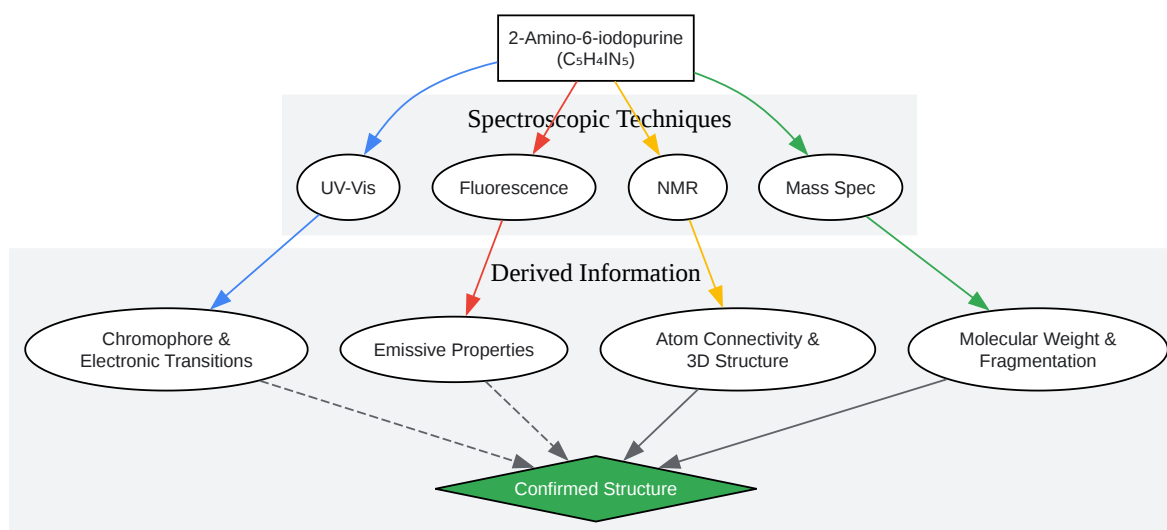 2-Amino-6-iodopurine
(C₅H₄IN₅)
Spectroscopic Techniques
UV-Vis
Fluorescence
NMR
Mass Spec
Derived Information
Chromophore &
Electronic Transitions
Emissive Properties
Atom Connectivity &
3D Structure
Molecular Weight &
Fragmentation
Confirmed Structure